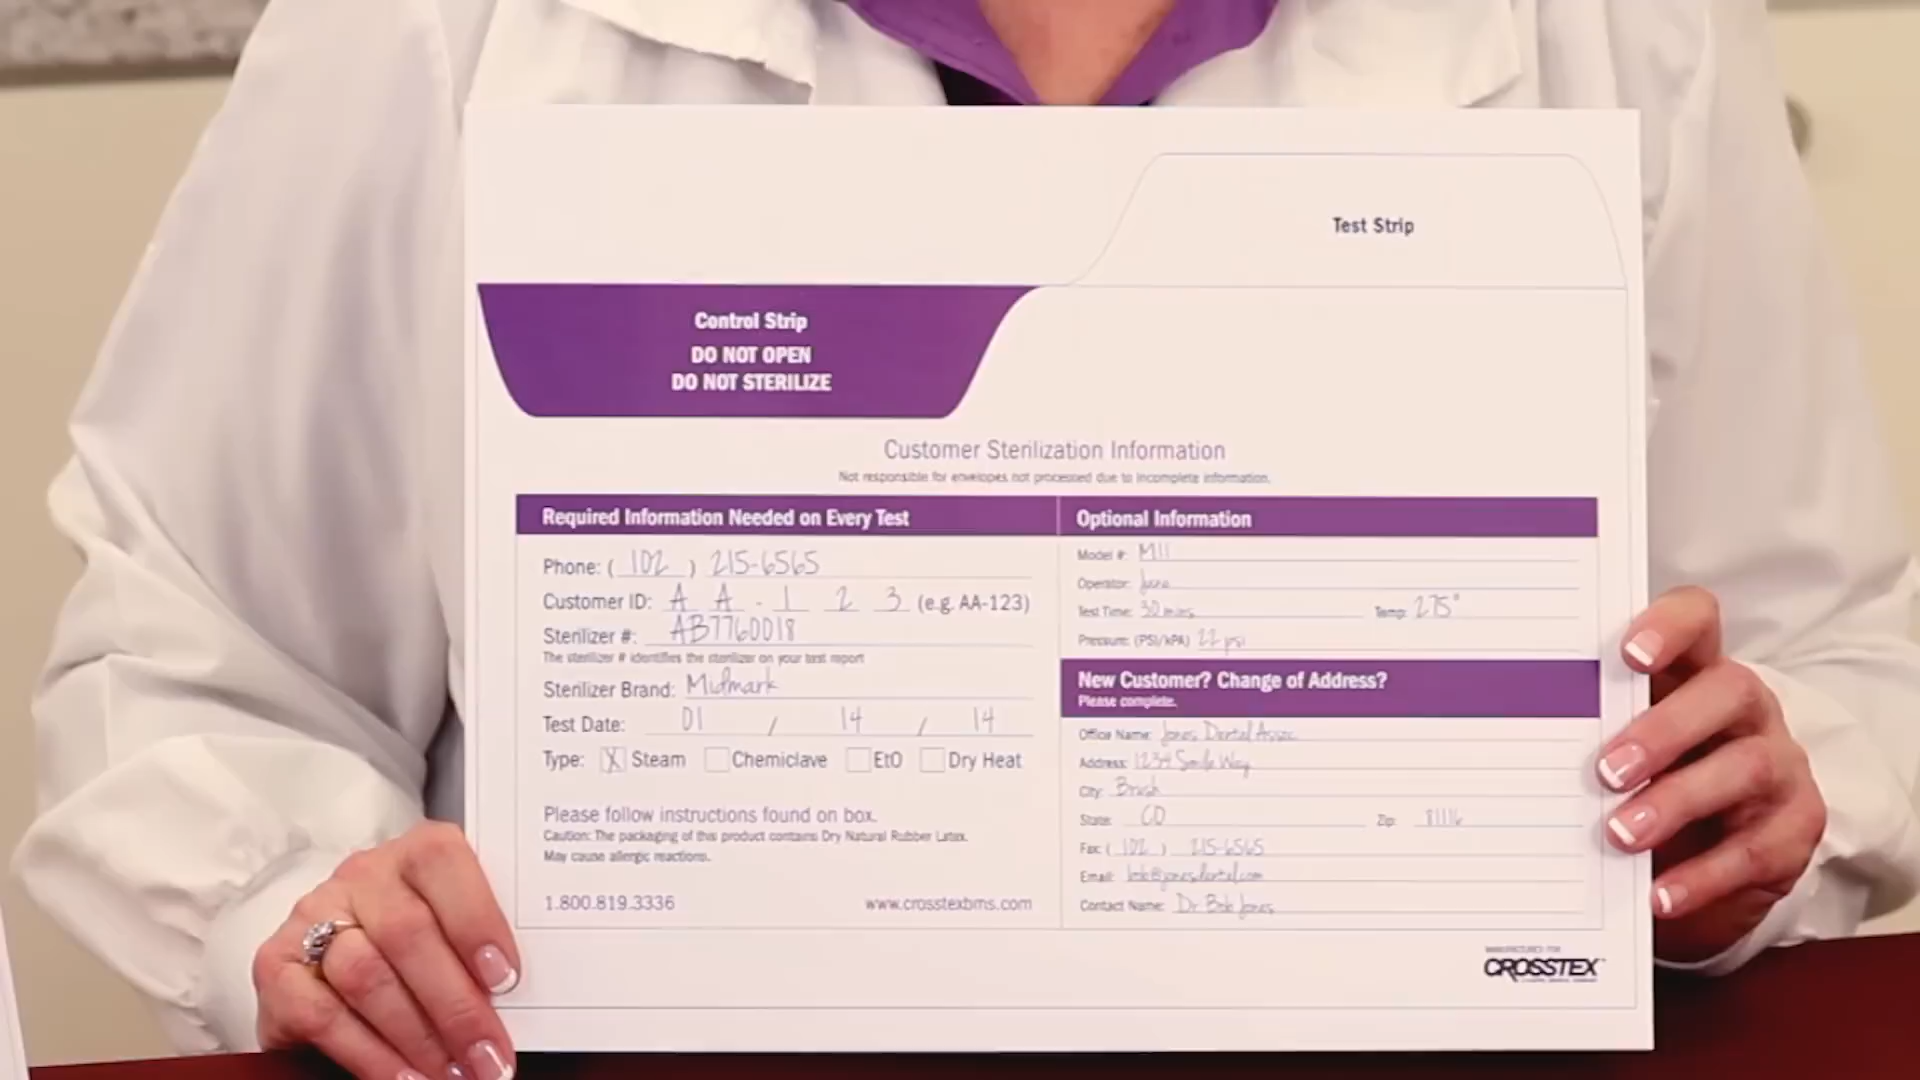 Test Strip
Control Strip
DO NOT OPEN
DO NOT STERILIZE
Customer Sterilization Information
Not responsible for envelopes not processed due to incomplete information.
Required Information Needed on Every Test
Phone: ( 102 ) 215-6565
Customer ID: A A - 1 2 3 (e.g. AA-123)
Sterilizer #: AB7760018
The sterilizer # identifies the sterilizer on your test report
Sterilizer Brand: Midmark
Test Date: 01 / 14 / 14
Type: X Steam Chemiclave EtO Dry Heat
Please follow instructions found on box.
Caution: The packaging of this product contains Dry Natural Rubber Latex.
May cause allergic reactions.
1.800.819.3336 www.crosstexbms.com
Optional Information
Model #: M11
Operator:
Test Time: 30 mins Temp: 275°
Pressure: (PSI/kPA) 22 psi
New Customer? Change of Address?
Please complete.
Office Name: Jones Dental Assoc.
Address: 1234 Smile Way
City: Brush
State: CO Zip:
Fax: ( 102 ) 215-6565
Email: bob@jonesdental.com
Contact Name: Dr. Bob Jones
MANUFACTURED FOR
CROSSTEX